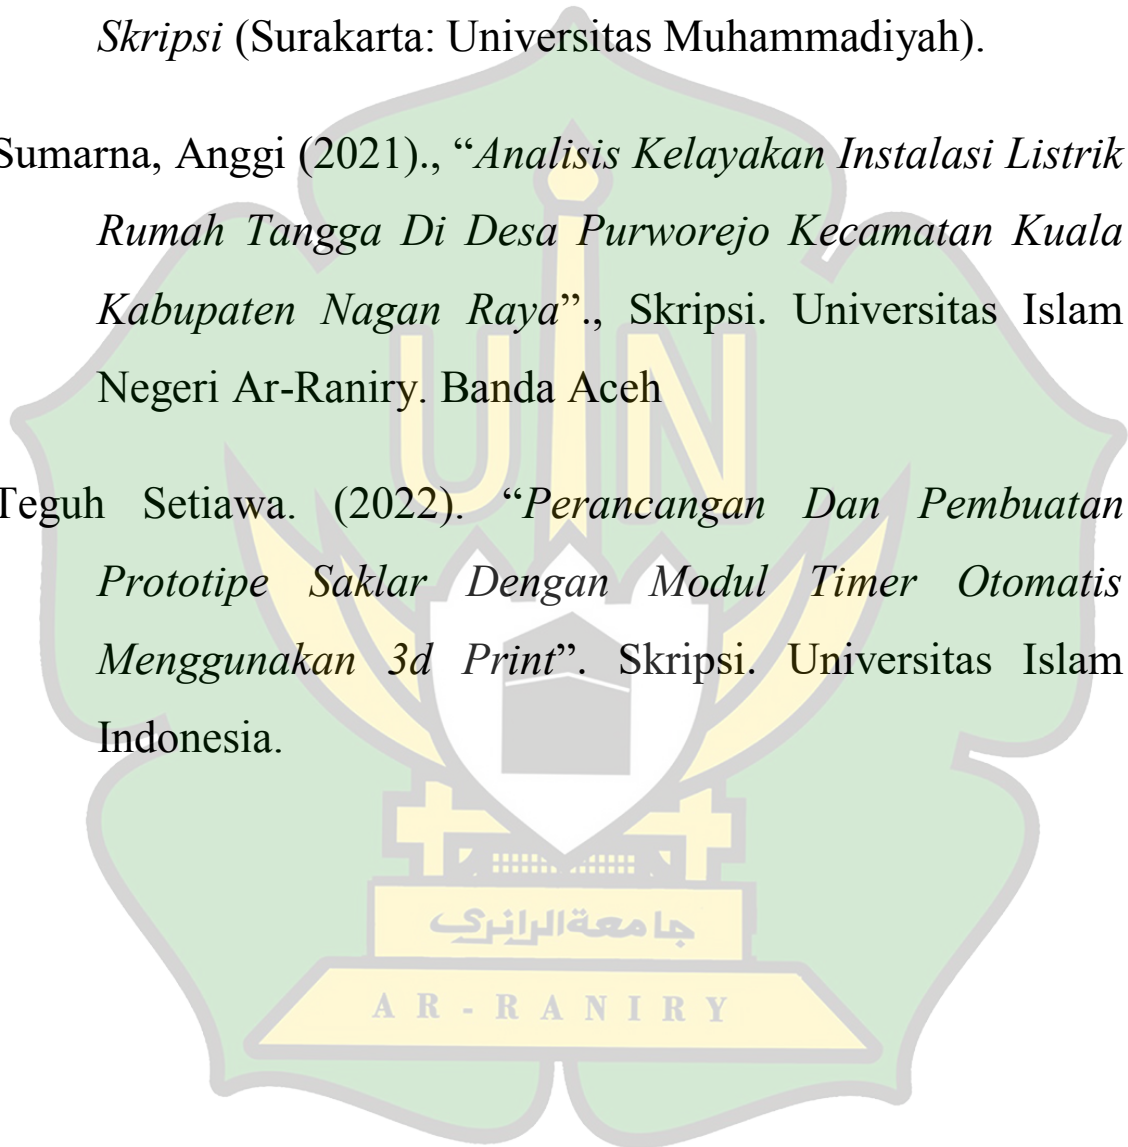 Skripsi (Surakarta: Universitas Muhammadiyah).
Sumarna, Anggi (2021)., “Analisis Kelayakan Instalasi Listrik
Rumah Tangga Di Desa Purworejo Kecamatan Kuala
Kabupaten Nagan Raya”., Skripsi. Universitas Islam
Negeri Ar-Raniry. Banda Aceh
Teguh Setiawa. (2022). “Perancangan Dan Pembuatan
Prototipe Saklar Dengan Modul Timer Otomatis
Menggunakan 3d Print”. Skripsi. Universitas Islam
Indonesia.
UIN
جامعةالرانري
AR-RANIRY